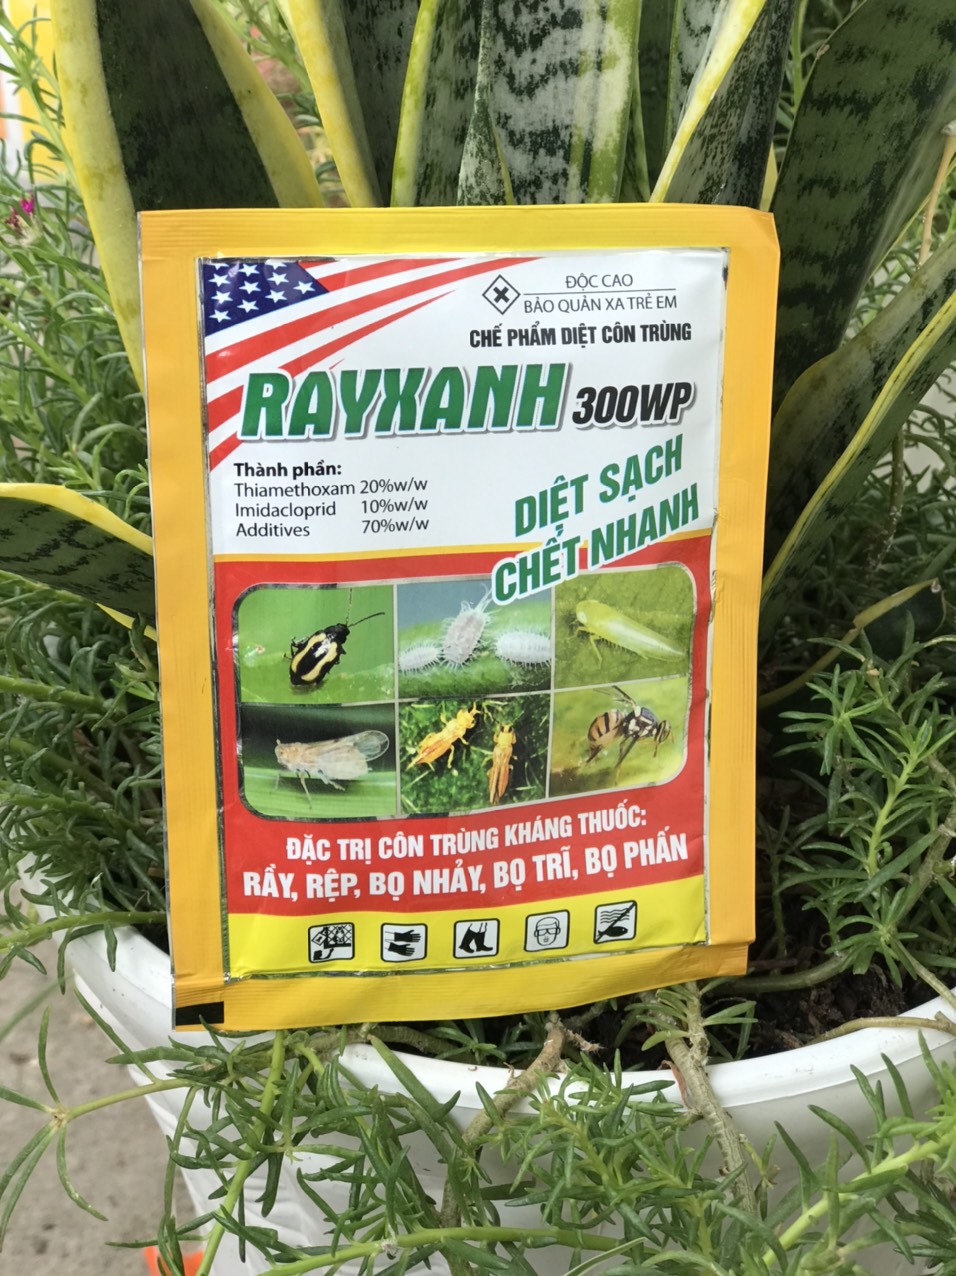 ĐỘC CAO
BẢO QUẢN XA TRẺ EM
CHẾ PHẨM DIỆT CÔN TRÙNG
RAYXANH 300WP
Thành phần:
Thiamethoxam 20%w/w
Imidacloprid 10%w/w
Additives 70%w/w
DIỆT SẠCH
CHẾT NHANH
ĐẶC TRỊ CÔN TRÙNG KHÁNG THUỐC:
RẦY, RỆP, BỌ NHẢY, BỌ TRĨ, BỌ PHẤN